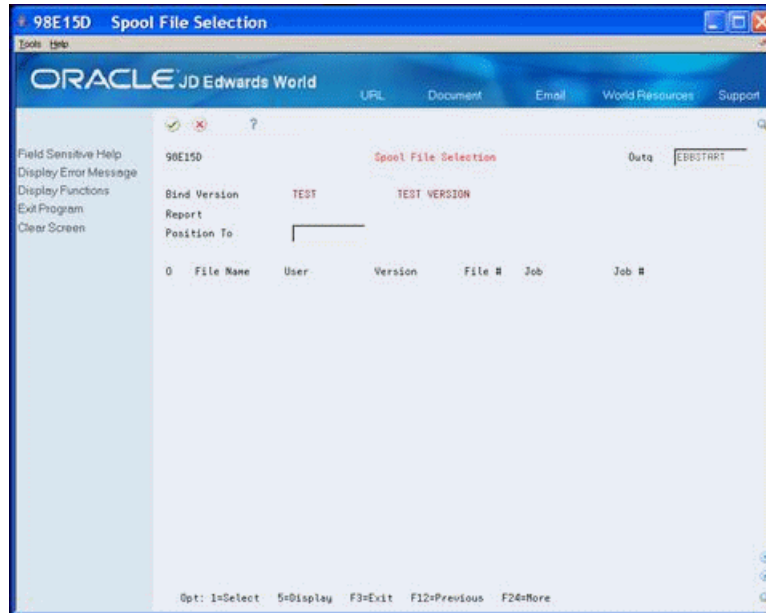 98E15D Spool File Selection
Tools Help
ORACLE JD Edwards World
URL Document Email World Resources Support
?
Field Sensitive Help
Display Error Message
Display Functions
Exit Program
Clear Screen
98E15D Spool File Selection Outq EBBSTART
Bind Version TEST TEST VERSION
Report
Position To
O File Name User Version File # Job Job #
Opt: 1=Select 5=Display F3=Exit F12=Previous F24=More